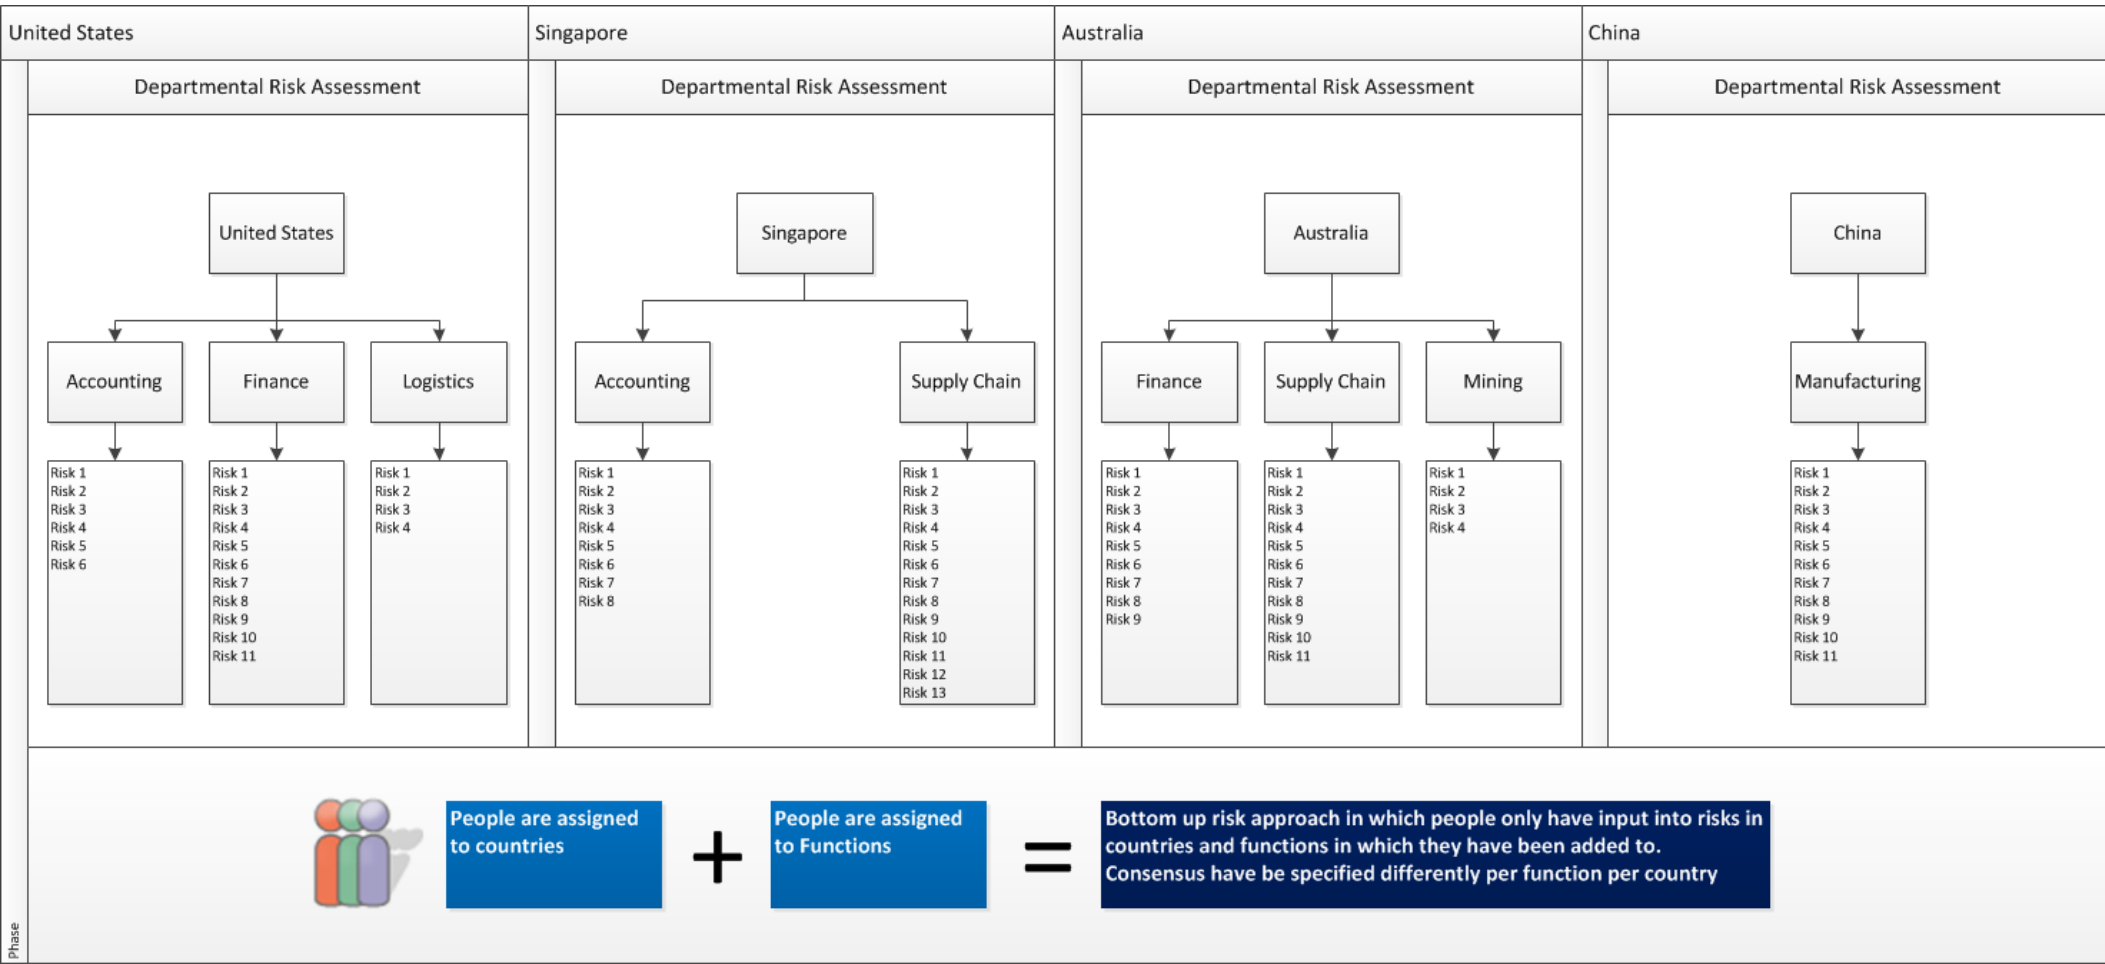 United States
Singapore
Australia
China
Departmental Risk Assessment
Departmental Risk Assessment
Departmental Risk Assessment
Departmental Risk Assessment
United States
Singapore
Australia
China
Accounting
Finance
Logistics
Accounting
Supply Chain
Finance
Supply Chain
Mining
Manufacturing
Risk 1
Risk 2
Risk 3
Risk 4
Risk 5
Risk 6
Risk 1
Risk 2
Risk 3
Risk 4
Risk 5
Risk 6
Risk 7
Risk 8
Risk 9
Risk 10
Risk 11
Risk 1
Risk 2
Risk 3
Risk 4
Risk 1
Risk 2
Risk 3
Risk 4
Risk 5
Risk 6
Risk 7
Risk 8
Risk 1
Risk 2
Risk 3
Risk 4
Risk 5
Risk 6
Risk 7
Risk 8
Risk 9
Risk 10
Risk 11
Risk 12
Risk 13
Risk 1
Risk 2
Risk 3
Risk 4
Risk 5
Risk 6
Risk 7
Risk 8
Risk 9
Risk 1
Risk 2
Risk 3
Risk 4
Risk 5
Risk 6
Risk 7
Risk 8
Risk 9
Risk 10
Risk 11
Risk 1
Risk 2
Risk 3
Risk 4
Risk 1
Risk 2
Risk 3
Risk 4
Risk 5
Risk 6
Risk 7
Risk 8
Risk 9
Risk 10
Risk 11
People are assigned
to countries
+
People are assigned
to Functions
=
Bottom up risk approach in which people only have input into risks in
countries and functions in which they have been added to.
Consensus have be specified differently per function per country
Phase